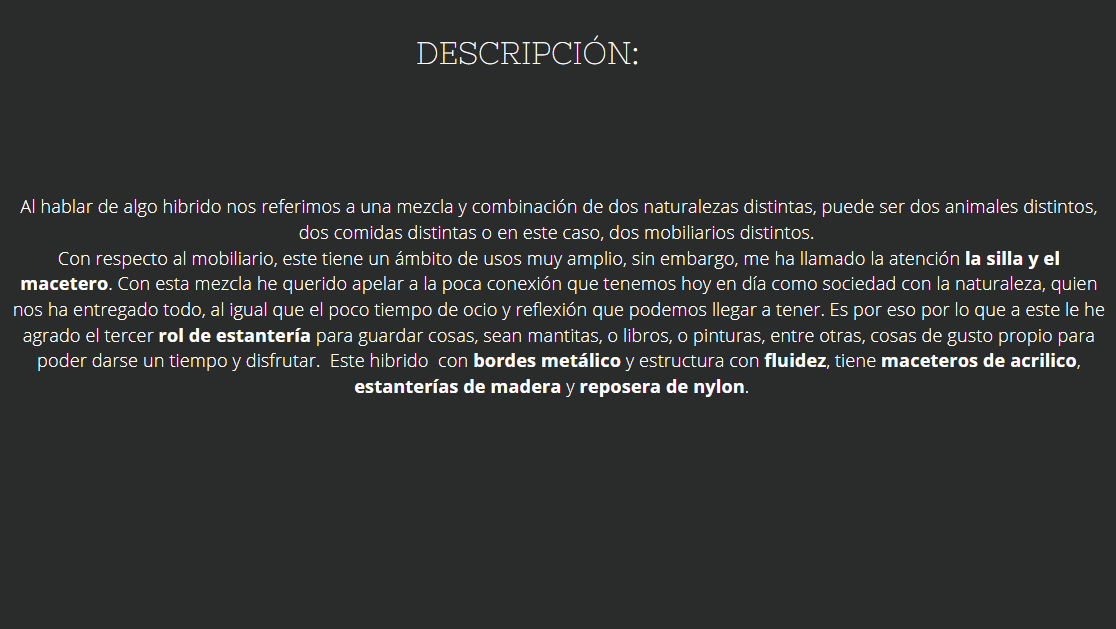 DESCRIPCIÓN:
Al hablar de algo hibrido nos referimos a una mezcla y combinación de dos naturalezas distintas, puede ser dos animales distintos,
dos comidas distintas o en este caso, dos mobiliarios distintos.
Con respecto al mobiliario, este tiene un ámbito de usos muy amplio, sin embargo, me ha llamado la atención la silla y el
macetero. Con esta mezcla he querido apelar a la poca conexión que tenemos hoy en día como sociedad con la naturaleza, quien
nos ha entregado todo, al igual que el poco tiempo de ocio y reflexión que podemos llegar a tener. Es por eso por lo que a este le he
agrado el tercer rol de estantería para guardar cosas, sean mantitas, o libros, o pinturas, entre otras, cosas de gusto propio para
poder darse un tiempo y disfrutar.  Este hibrido  con bordes metálico y estructura con fluidez, tiene maceteros de acrilico,
estanterías de madera y reposera de nylon.